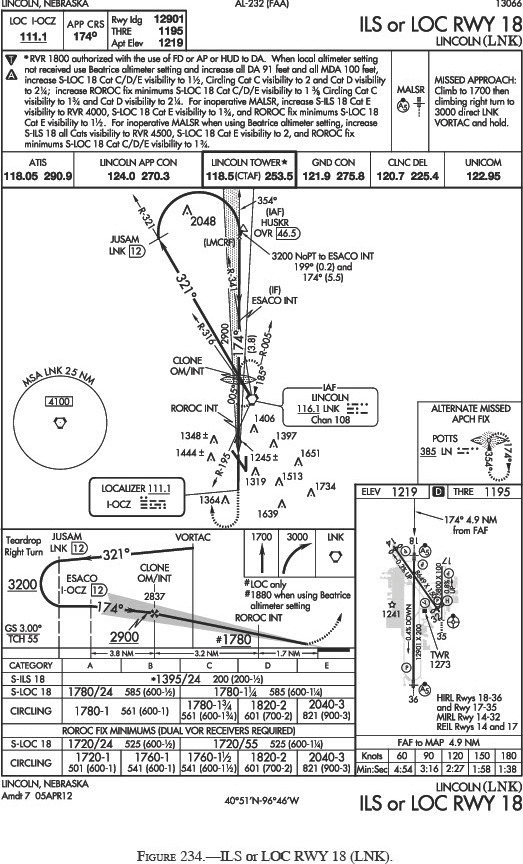 LINCOLN, NEBRASKA
AL-232 (FAA)
13066
LOC I-OCZ
111.1
APP CRS
174°
Rwy ldg 12901
THRE 1195
Apt Elev 1219
ILS or LOC RWY 18
LINCOLN (LNK)
T
A
*RVR 1800 authorized with the use of FD or AP or HUD to DA. When local altimeter setting
not received use Beatrice altimeter setting and increase all DA 91 feet and all MDA 100 feet,
increase S-LOC 18 Cat C/D/E visibility to 1½, Circling Cat C visibility to 2 and Cat D visibility
to 2¼; increase ROROC fix minimums S-LOC 18 Cat C/D/E visibility to 1 ⅜ Circling Cat C
visibility to 1¾ and Cat D visibility to 2¼. For inoperative MALSR, increase S-ILS 18 Cat E
visibility to RVR 4000, S-LOC 18 Cat E visibility to 1¾, and ROROC fix minimums S-LOC 18
Cat E visibility to 1½. For inoperative MALSR when using Beatrice altimeter setting, increase
S-ILS 18 all Cats visibility to RVR 4500, S-LOC 18 Cat E visibility to 2, and ROROC fix
minimums S-LOC 18 Cat C/D/E visibility to 1¾.
MALSR
A5
MISSED APPROACH:
Climb to 1700 then
climbing right turn to
3000 direct LNK
VORTAC and hold.
ATIS
118.05 290.9
LINCOLN APP CON
124.0 270.3
LINCOLN TOWER★
118.5 (CTAF) 253.5
GND CON
121.9 275.8
CLNC DEL
120.7 225.4
UNICOM
122.95
R-321
2048
354°
(IAF)
HUSKR
OVR 46.5
JUSAM
LNK 12
(LMCRF)
3200 NoPT to ESACO INT
199° (0.2) and
174° (5.5)
321°
R-341
(IF)
ESACO INT
R-316
2900
174°
(3.8)
R-005
CLONE
OM/INT
005°
185°
MSA LNK 25 NM
4100
IAF
LINCOLN
116.1 LNK
Chan 108
ROROC INT
1406
1348 ±
1397
1444 ±
1245 ±
1651
R-195
1319
1513
1734
1364
1639
LOCALIZER 111.1
I-OCZ
ALTERNATE MISSED
APCH FIX
POTTS
385 LN
174°
354°
ELEV 1219
D
THRE 1195
174° 4.9 NM
from FAF
18
A5
17
14
1241
0.4% DOWN
12901 X 200
35
TWR
1273
36
A5
HIRL Rwys 18-36
and Rwy 17-35
MIRL Rwy 14-32
REIL Rwys 14 and 17
FAF to MAP 4.9 NM
Knots 60 90 120 150 180
Min:Sec 4:54 3:16 2:27 1:58 1:38
Teardrop
Right Turn
JUSAM
LNK 12
VORTAC
321°
3200
ESACO
I-OCZ 12
CLONE
OM/INT
2837
174°
GS 3.00°
TCH 55
2900
1700
3000
LNK
#LOC only
#1880 when using Beatrice
altimeter setting
ROROC INT
#1780
3.8 NM
3.2 NM
1.7 NM
CATEGORY A B C D E
S-ILS 18 *1395/24 200 (200-½)
S-LOC 18 1780/24 585 (600-½) 1780-1¼ 585 (600-1¼)
CIRCLING 1780-1 561 (600-1) 1780-1¾ 561 (600-1¾) 1820-2 601 (700-2) 2040-3 821 (900-3)
ROROC FIX MINIMUMS (DUAL VOR RECEIVERS REQUIRED)
S-LOC 18 1720/24 525 (600-½) 1720/55 525 (600-1¼)
CIRCLING 1720-1 501 (600-1) 1760-1 541 (600-1) 1760-1½ 541 (600-1½) 1820-2 601 (700-2) 2040-3 821 (900-3)
LINCOLN, NEBRASKA
Amdt 7 05APR12
40°51'N-96°46'W
LINCOLN (LNK)
ILS or LOC RWY 18
FIGURE 234.—ILS or LOC RWY 18 (LNK).